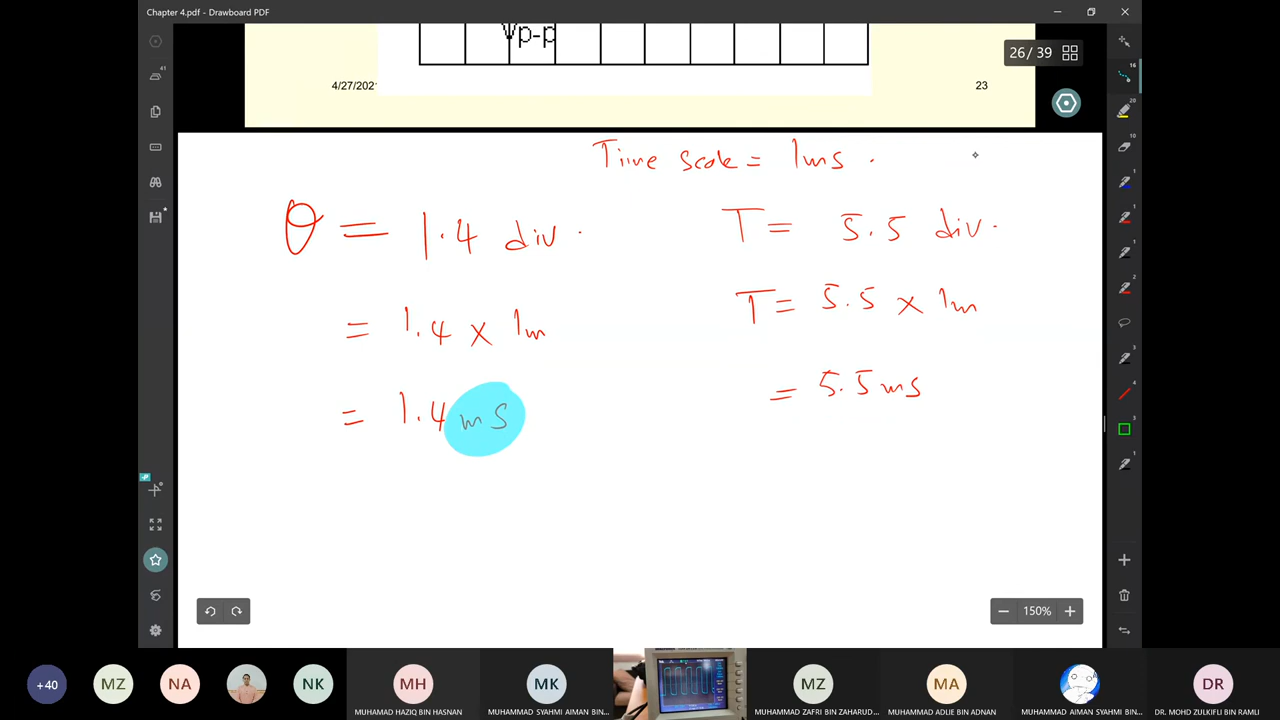 Chapter 4.pdf - Drawboard PDF
Vp-p
26 / 39
4/27/202
23
Time scale = 1ms.
θ = 1.4 div.
T = 5.5 div.
= 1.4 x 1m
T = 5.5 x 1m
= 1.4 ms
= 5.5 ms
150%
+40
MZ
NA
NK
MH
MK
MZ
MA
DR
MUHAMAD HAZIQ BIN HASNAN
MUHAMMAD SYAHMI AIMAN BIN...
MUHAMMAD ZAFRI BIN ZAHARUD...
MUHAMMAD ADLIE BIN ADNAN
MUHAMMAD AIMAN SYAHMI BIN...
DR. MOHD ZULKIFLI BIN RAMLI